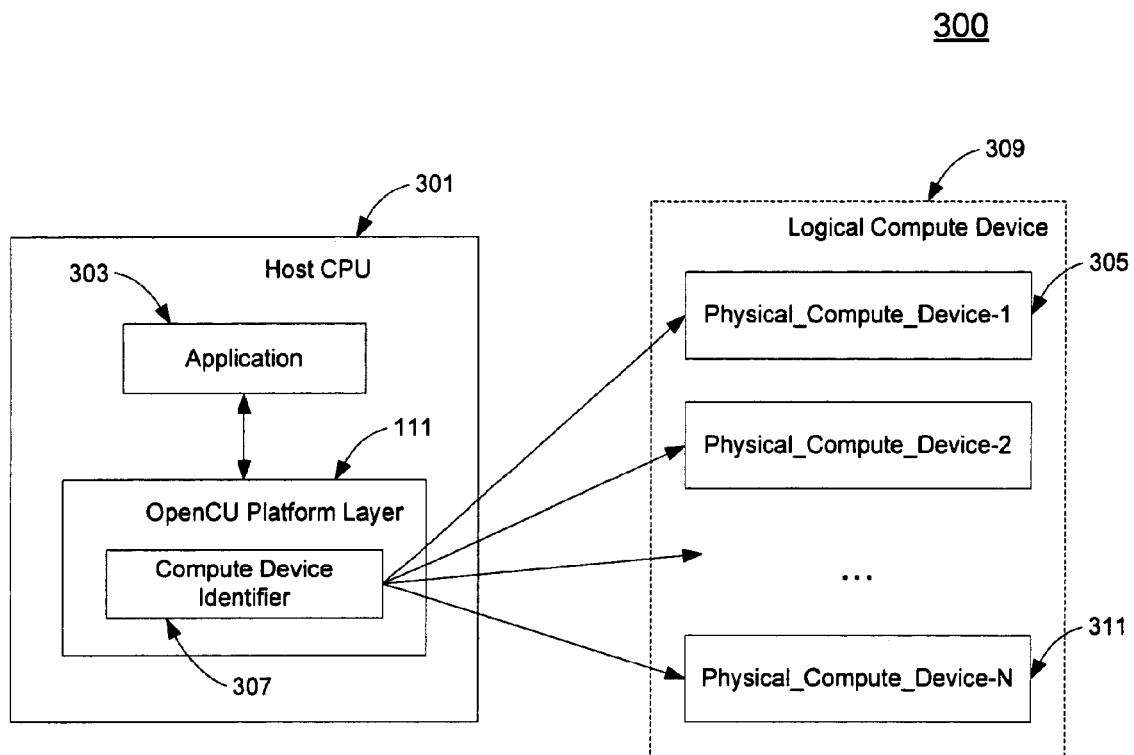 300
309
301
Logical Compute Device
303
Host CPU
305
Physical_Compute_Device-1
Application
111
Physical_Compute_Device-2
OpenCU Platform Layer
Compute Device
Identifier
...
311
307
Physical_Compute_Device-N